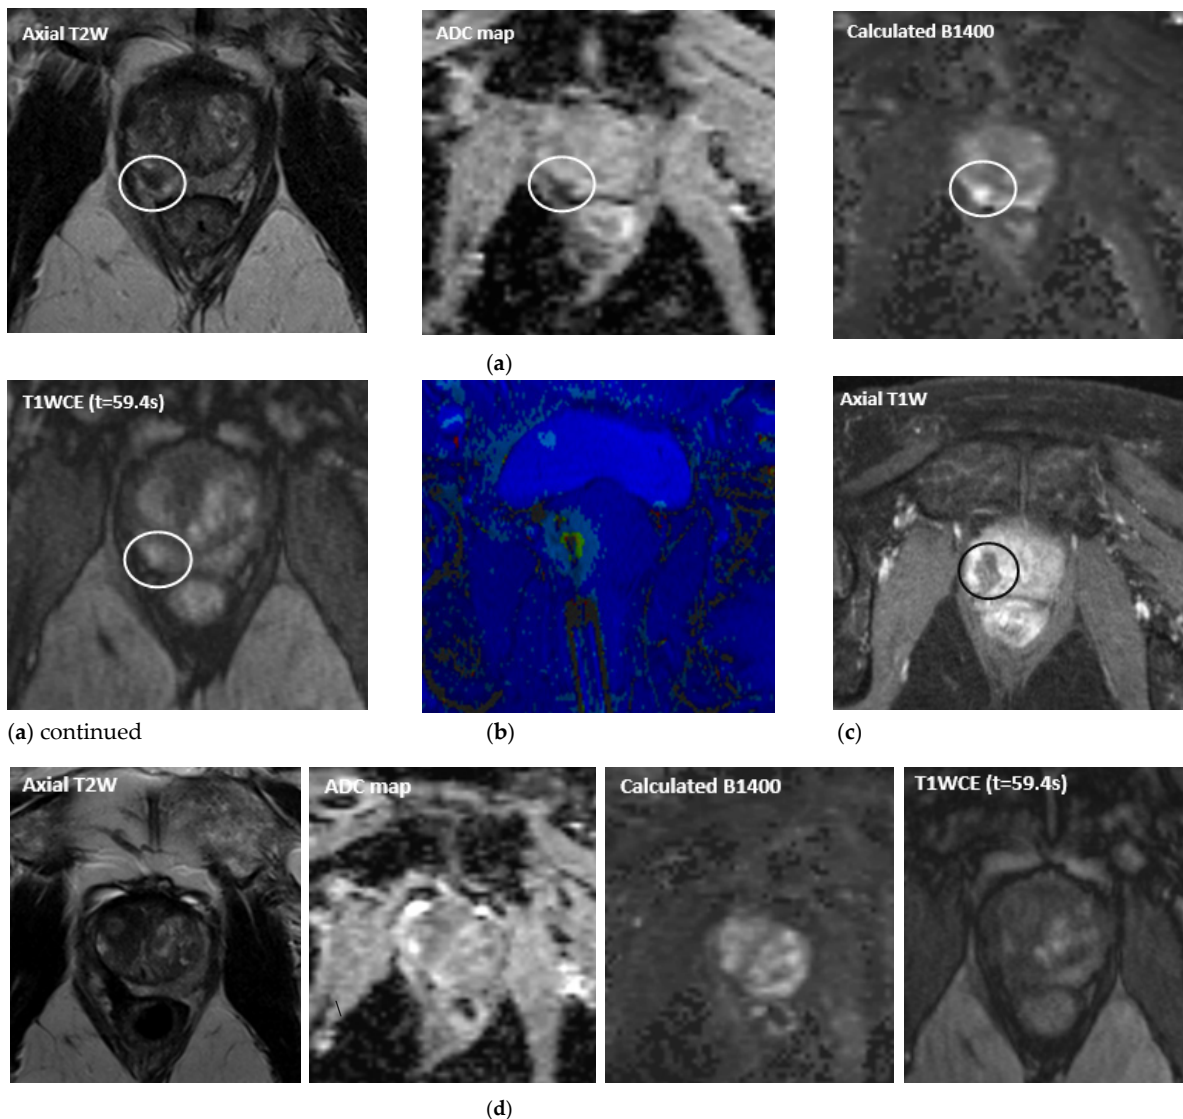 Axial T2W
ADC map
Calculated B1400
(a)
T1WCE (t=59.4s)
Axial T1W
(a) continued
(b)
(c)
Axial T2W
ADC map
Calculated B1400
T1WCE (t=59.4s)
(d)